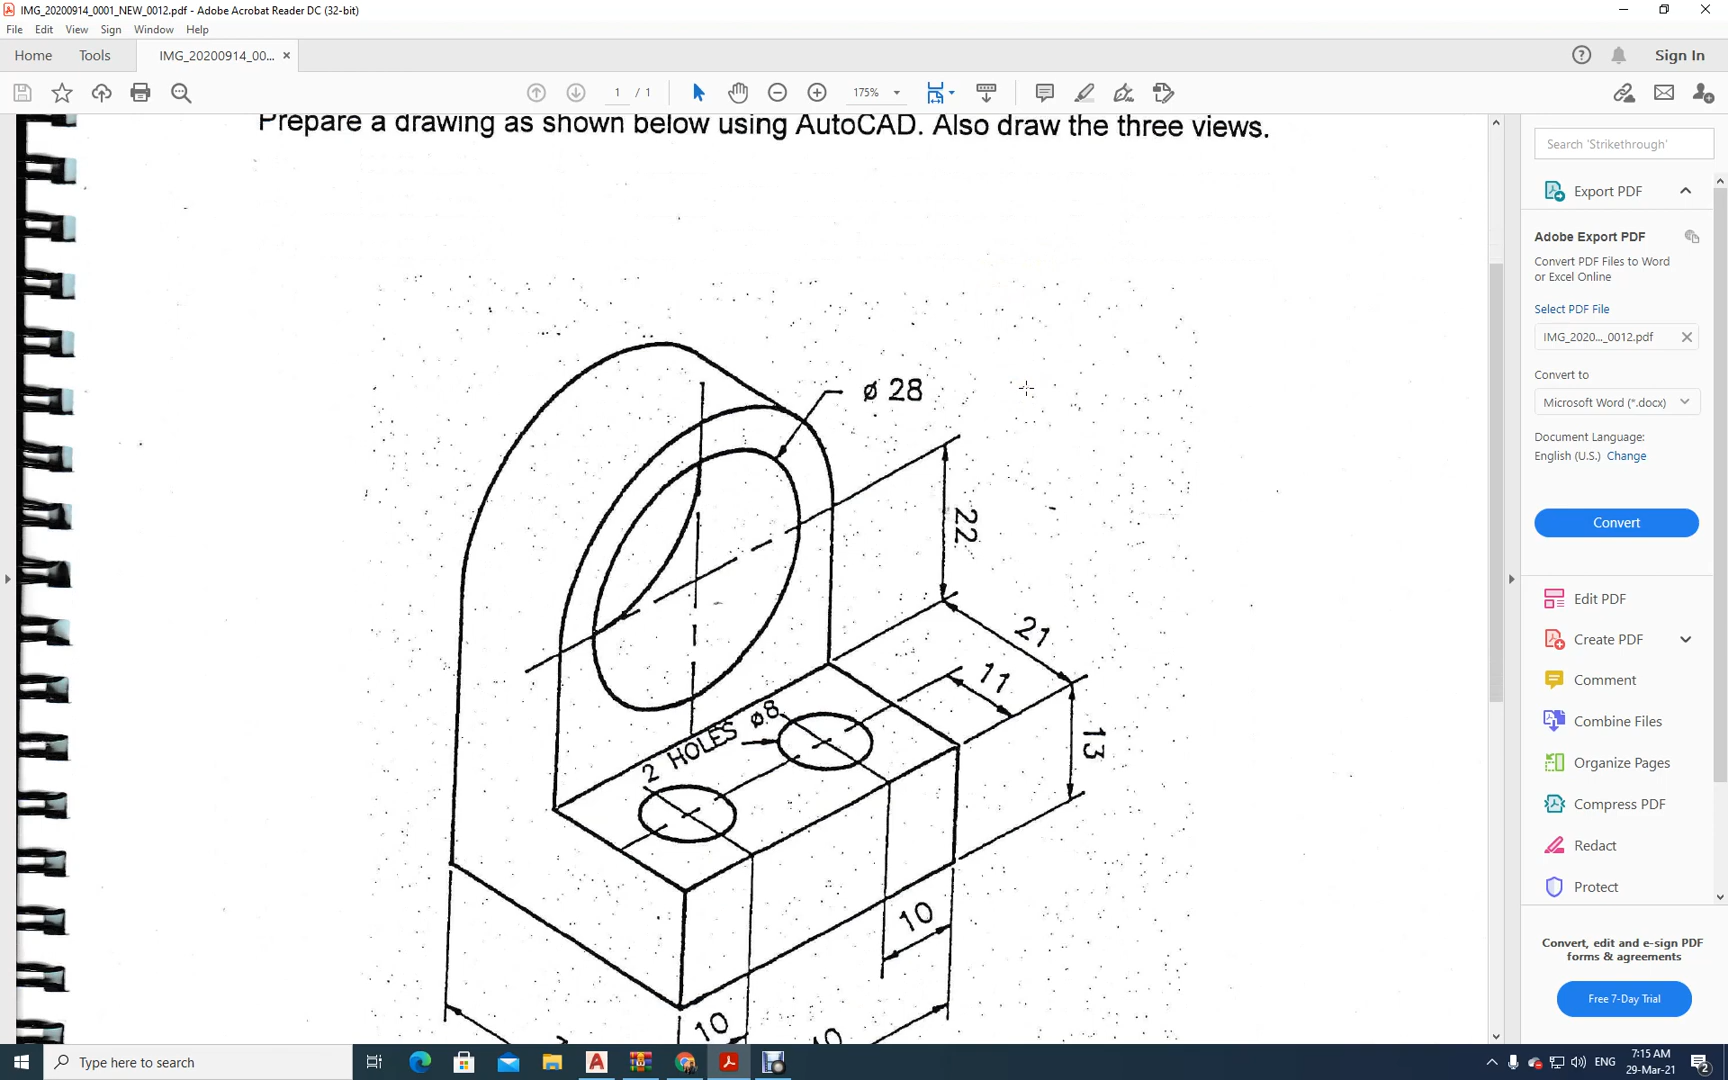 IMG_20200914_0001_NEW_0012.pdf - Adobe Acrobat Reader DC (32-bit)
File Edit View Sign Window Help
Home Tools IMG_20200914_00... × Sign In
1 / 1 175%
Prepare a drawing as shown below using AutoCAD. Also draw the three views.
ø 28
22
21
11
13
2 HOLES ø8
10
10
Search 'Strikethrough'
Export PDF
Adobe Export PDF
Convert PDF Files to Word
or Excel Online
Select PDF File
IMG_2020..._0012.pdf
Convert to
Microsoft Word (*.docx)
Document Language:
English (U.S.) Change
Convert
Edit PDF
Create PDF
Comment
Combine Files
Organize Pages
Compress PDF
Redact
Protect
Convert, edit and e-sign PDF
forms & agreements
Free 7-Day Trial
Type here to search
ENG
7:15 AM
29-Mar-21
2